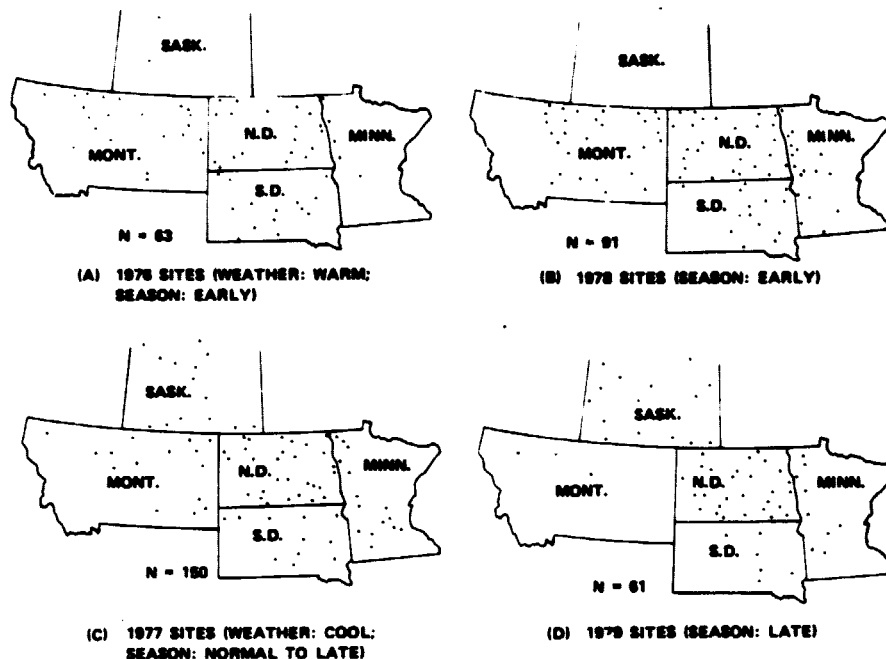 SASK.
MONT.
N.D.
MINN.
S.D.
N = 63
(A) 1976 SITES (WEATHER: WARM;
SEASON: EARLY)
SASK.
MONT.
N.D.
MINN.
S.D.
N = 91
(B) 1978 SITES (SEASON: EARLY)
SASK.
MONT.
N.D.
MINN.
S.D.
N = 150
(C) 1977 SITES (WEATHER: COOL;
SEASON: NORMAL TO LATE)
SASK.
MONT.
N.D.
MINN.
S.D.
N = 61
(D) 1979 SITES (SEASON: LATE)